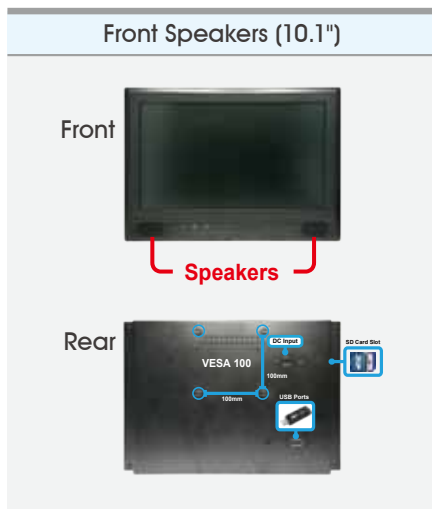 Front Speakers (10.1")
Front
Speakers
Rear
DC Input
SD Card Slot
VESA 100
100mm
100mm
USB Ports